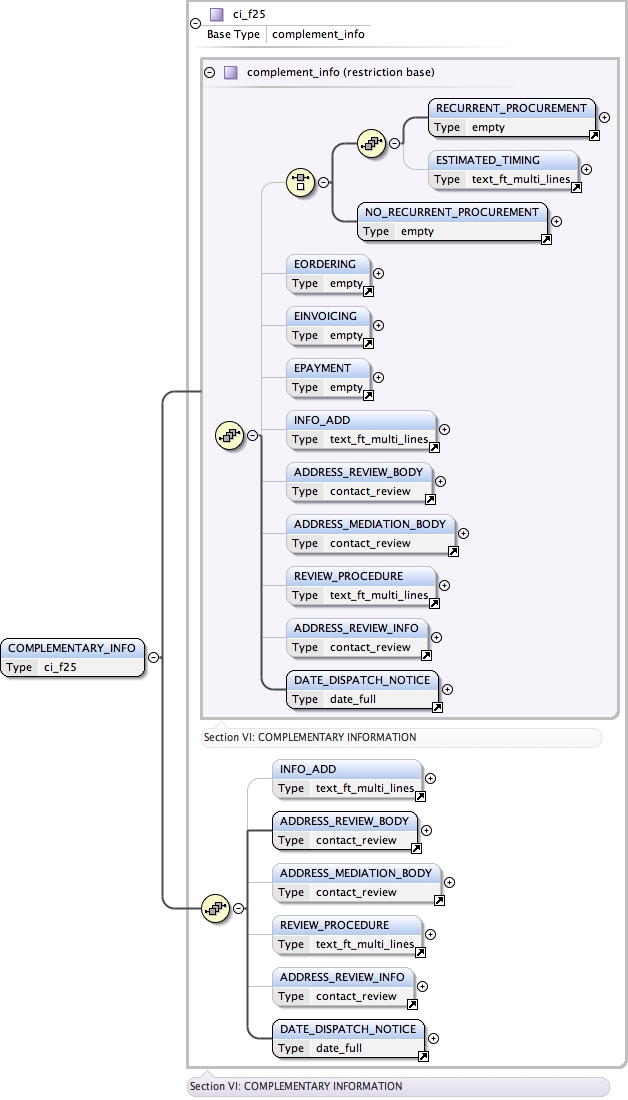 ci_f25
Base Type complement_info
complement_info (restriction base)
RECURRENT_PROCUREMENT
Type empty
ESTIMATED_TIMING
Type text_ft_multi_lines
NO_RECURRENT_PROCUREMENT
Type empty
EORDERING
Type empty
EINVOICING
Type empty
EPAYMENT
Type empty
INFO_ADD
Type text_ft_multi_lines
ADDRESS_REVIEW_BODY
Type contact_review
ADDRESS_MEDIATION_BODY
Type contact_review
REVIEW_PROCEDURE
Type text_ft_multi_lines
ADDRESS_REVIEW_INFO
Type contact_review
DATE_DISPATCH_NOTICE
Type date_full
Section VI: COMPLEMENTARY INFORMATION
COMPLEMENTARY_INFO
Type ci_f25
INFO_ADD
Type text_ft_multi_lines
ADDRESS_REVIEW_BODY
Type contact_review
ADDRESS_MEDIATION_BODY
Type contact_review
REVIEW_PROCEDURE
Type text_ft_multi_lines
ADDRESS_REVIEW_INFO
Type contact_review
DATE_DISPATCH_NOTICE
Type date_full
Section VI: COMPLEMENTARY INFORMATION